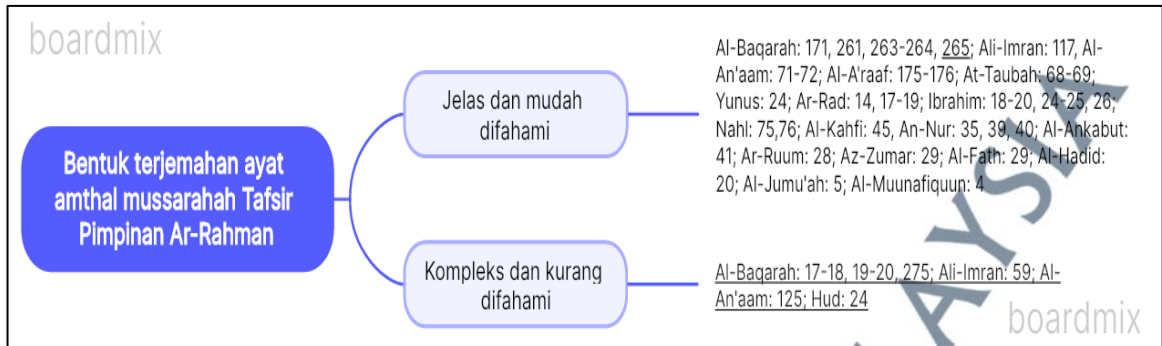 boardmix
Bentuk terjemahan ayat
amthal mussarahah Tafsir
Pimpinan Ar-Rahman
Jelas dan mudah
difahami
Al-Baqarah: 171, 261, 263-264, 265; Ali-Imran: 117, Al-
An'aam: 71-72; Al-A'raaf: 175-176; At-Taubah: 68-69;
Yunus: 24; Ar-Rad: 14, 17-19; Ibrahim: 18-20, 24-25, 26;
Nahl: 75,76; Al-Kahfi: 45, An-Nur: 35, 39, 40; Al-Ankabut:
41; Ar-Ruum: 28; Az-Zumar: 29; Al-Fath: 29; Al-Hadid:
20; Al-Jumu'ah: 5; Al-Muunafiquun: 4
Kompleks dan kurang
difahami
Al-Baqarah: 17-18, 19-20, 275; Ali-Imran: 59; Al-
An'aam: 125; Hud: 24
AYSIA
boardmix